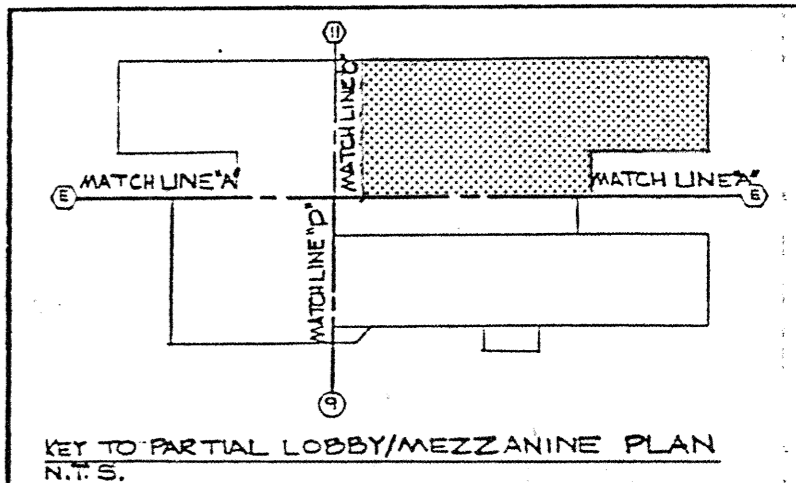 11
MATCH LINE "C"
E MATCH LINE "A"
MATCH LINE "A" E
MATCH LINE "D"
9
KEY TO PARTIAL LOBBY/MEZZANINE PLAN
N.T.S.